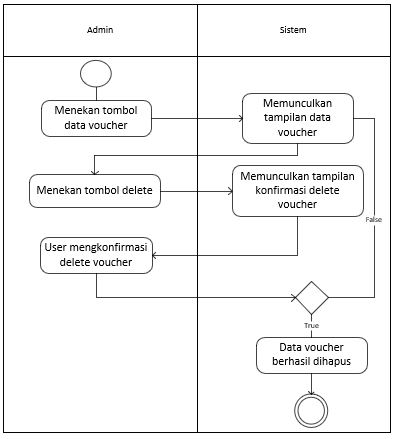 Admin
Sistem
Menekan tombol
data voucher
Memunculkan
tampilan data
voucher
Menekan tombol delete
Memunculkan tampilan
konfirmasi delete
voucher
False
User mengkonfirmasi
delete voucher
True
Data voucher
berhasil dihapus